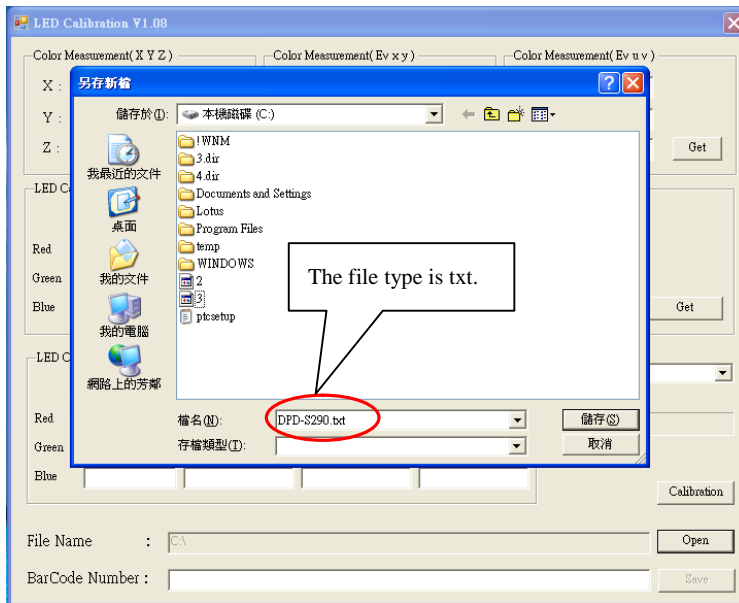 LED Calibration V1.08
Color Measurement( X Y Z )
Color Measurement( Ev x y )
Color Measurement( Ev u v )
X :
Y :
Z :
Get
另存新檔
儲存於(I):
本機磁碟 (C:)
我最近的文件
桌面
我的文件
我的電腦
網路上的芳鄰
!WNM
3.dir
4.dir
Documents and Settings
Lotus
Program Files
temp
WINDOWS
2
3
ptcsetup
The file type is txt.
檔名(N):
DPD-S290.txt
儲存(S)
存檔類型(T):
取消
LED C
Red
Green
Blue
Get
LED C
Red
Green
Blue
Calibration
File Name :
C:\
Open
BarCode Number :
Save